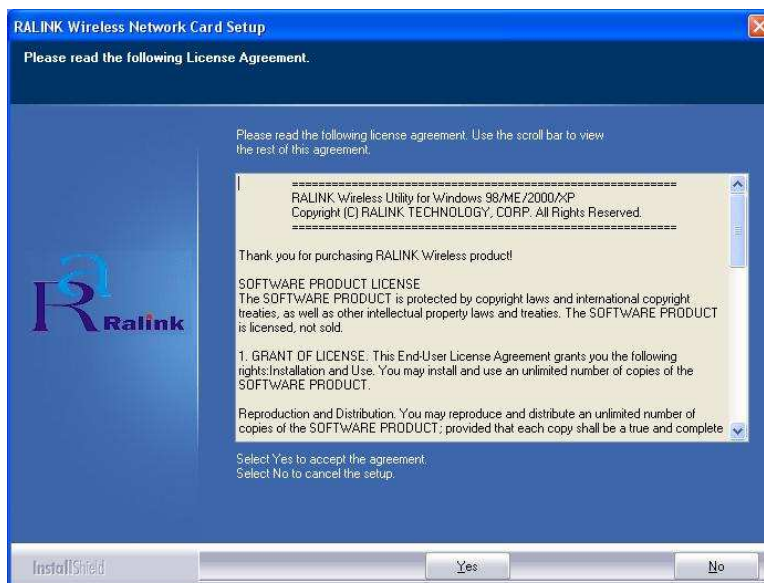 RALINK Wireless Network Card Setup
Please read the following License Agreement.
Please read the following license agreement. Use the scroll bar to view
the rest of this agreement.
=========================================================
RALINK Wireless Utility for Windows 98/ME/2000/XP
Copyright (C) RALINK TECHNOLOGY, CORP. All Rights Reserved.
=========================================================
Thank you for purchasing RALINK Wireless product!
SOFTWARE PRODUCT LICENSE
The SOFTWARE PRODUCT is protected by copyright laws and international copyright
treaties, as well as other intellectual property laws and treaties. The SOFTWARE PRODUCT
is licensed, not sold.
1. GRANT OF LICENSE. This End-User License Agreement grants you the following
rights:Installation and Use. You may install and use an unlimited number of copies of the
SOFTWARE PRODUCT.
Reproduction and Distribution. You may reproduce and distribute an unlimited number of
copies of the SOFTWARE PRODUCT; provided that each copy shall be a true and complete
Ralink
Select Yes to accept the agreement.
Select No to cancel the setup.
InstallShield
Yes
No